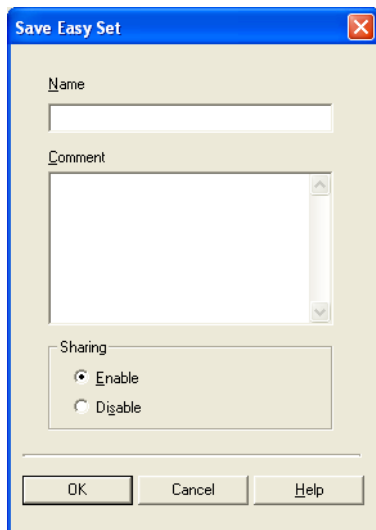 Save Easy Set
Name
Comment
Sharing
Enable
Disable
OK Cancel Help